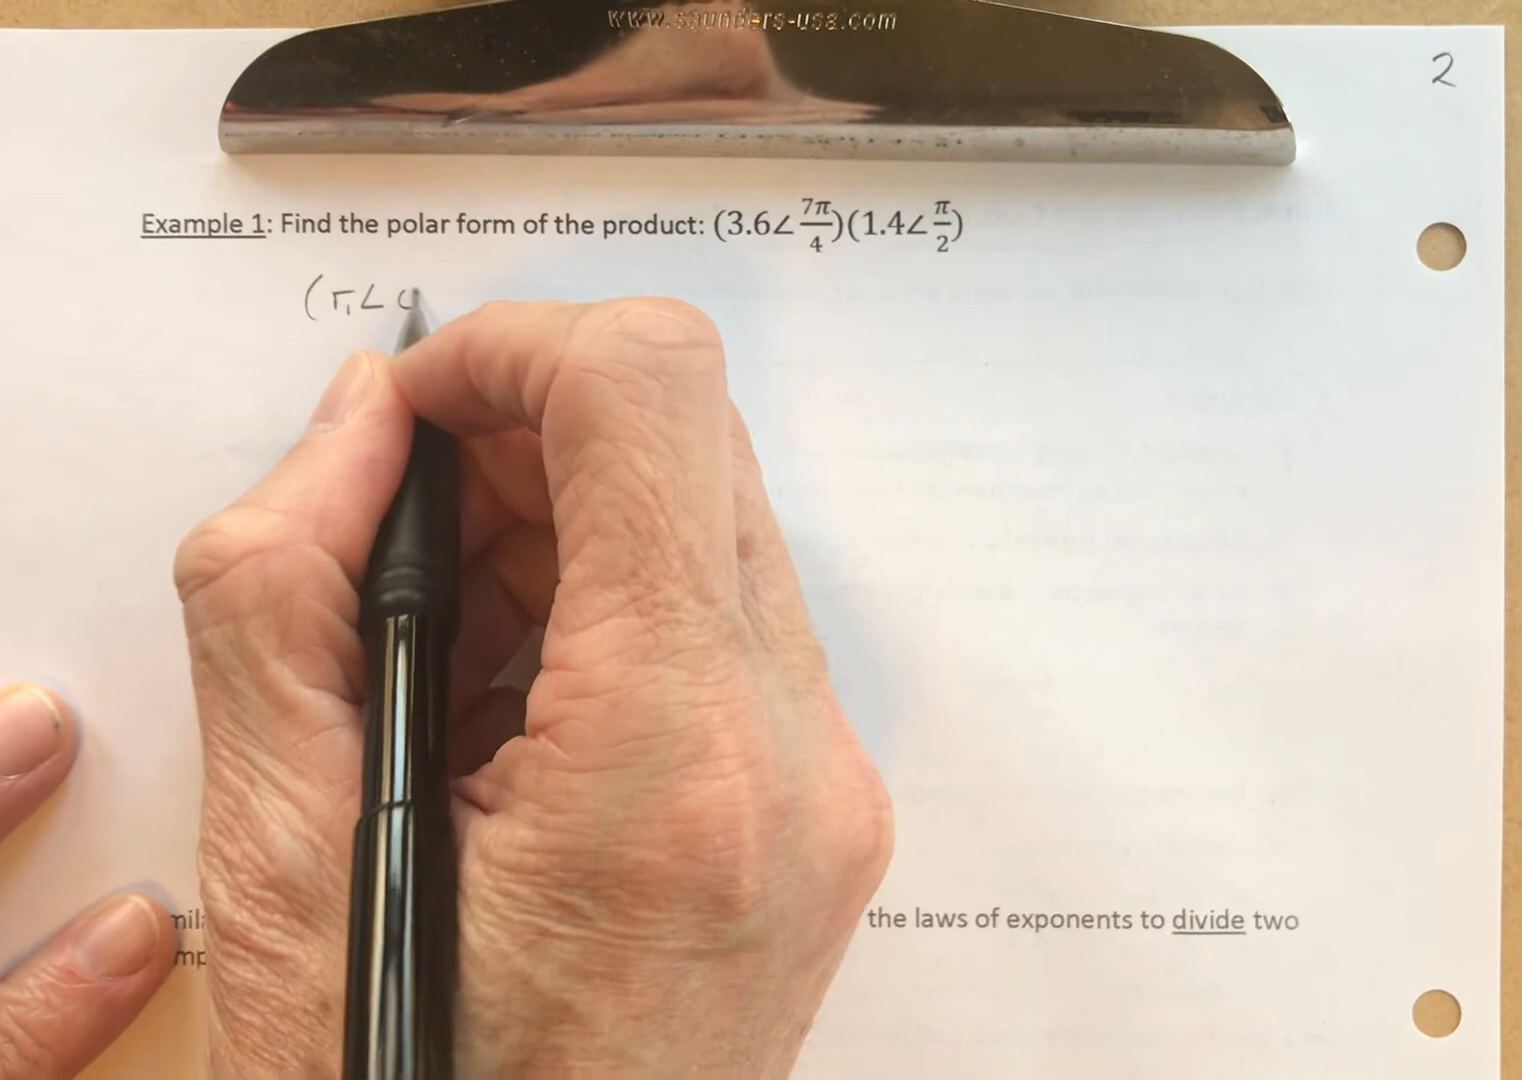 www.saunders-usa.com
2
Example 1: Find the polar form of the product: (3.6∠7π/4)(1.4∠π/2)
(r₁∠
the laws of exponents to divide two